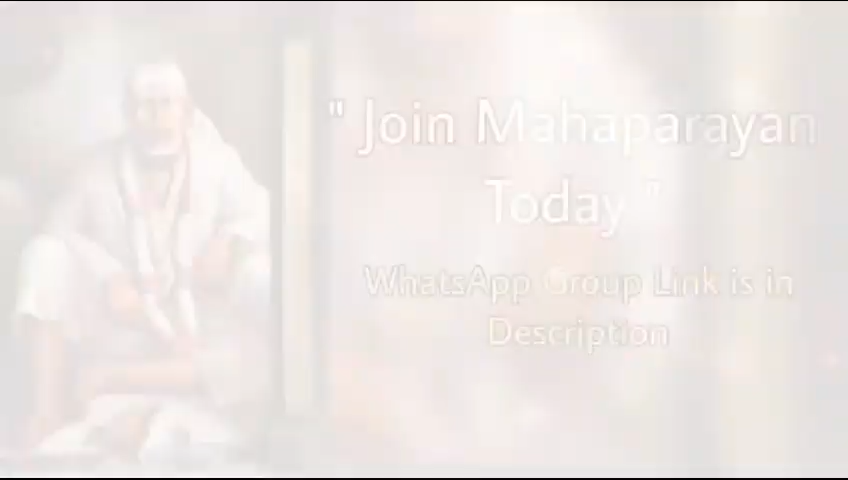 " Join Mahaparayan
Today "
WhatsApp Group Link is in
Description